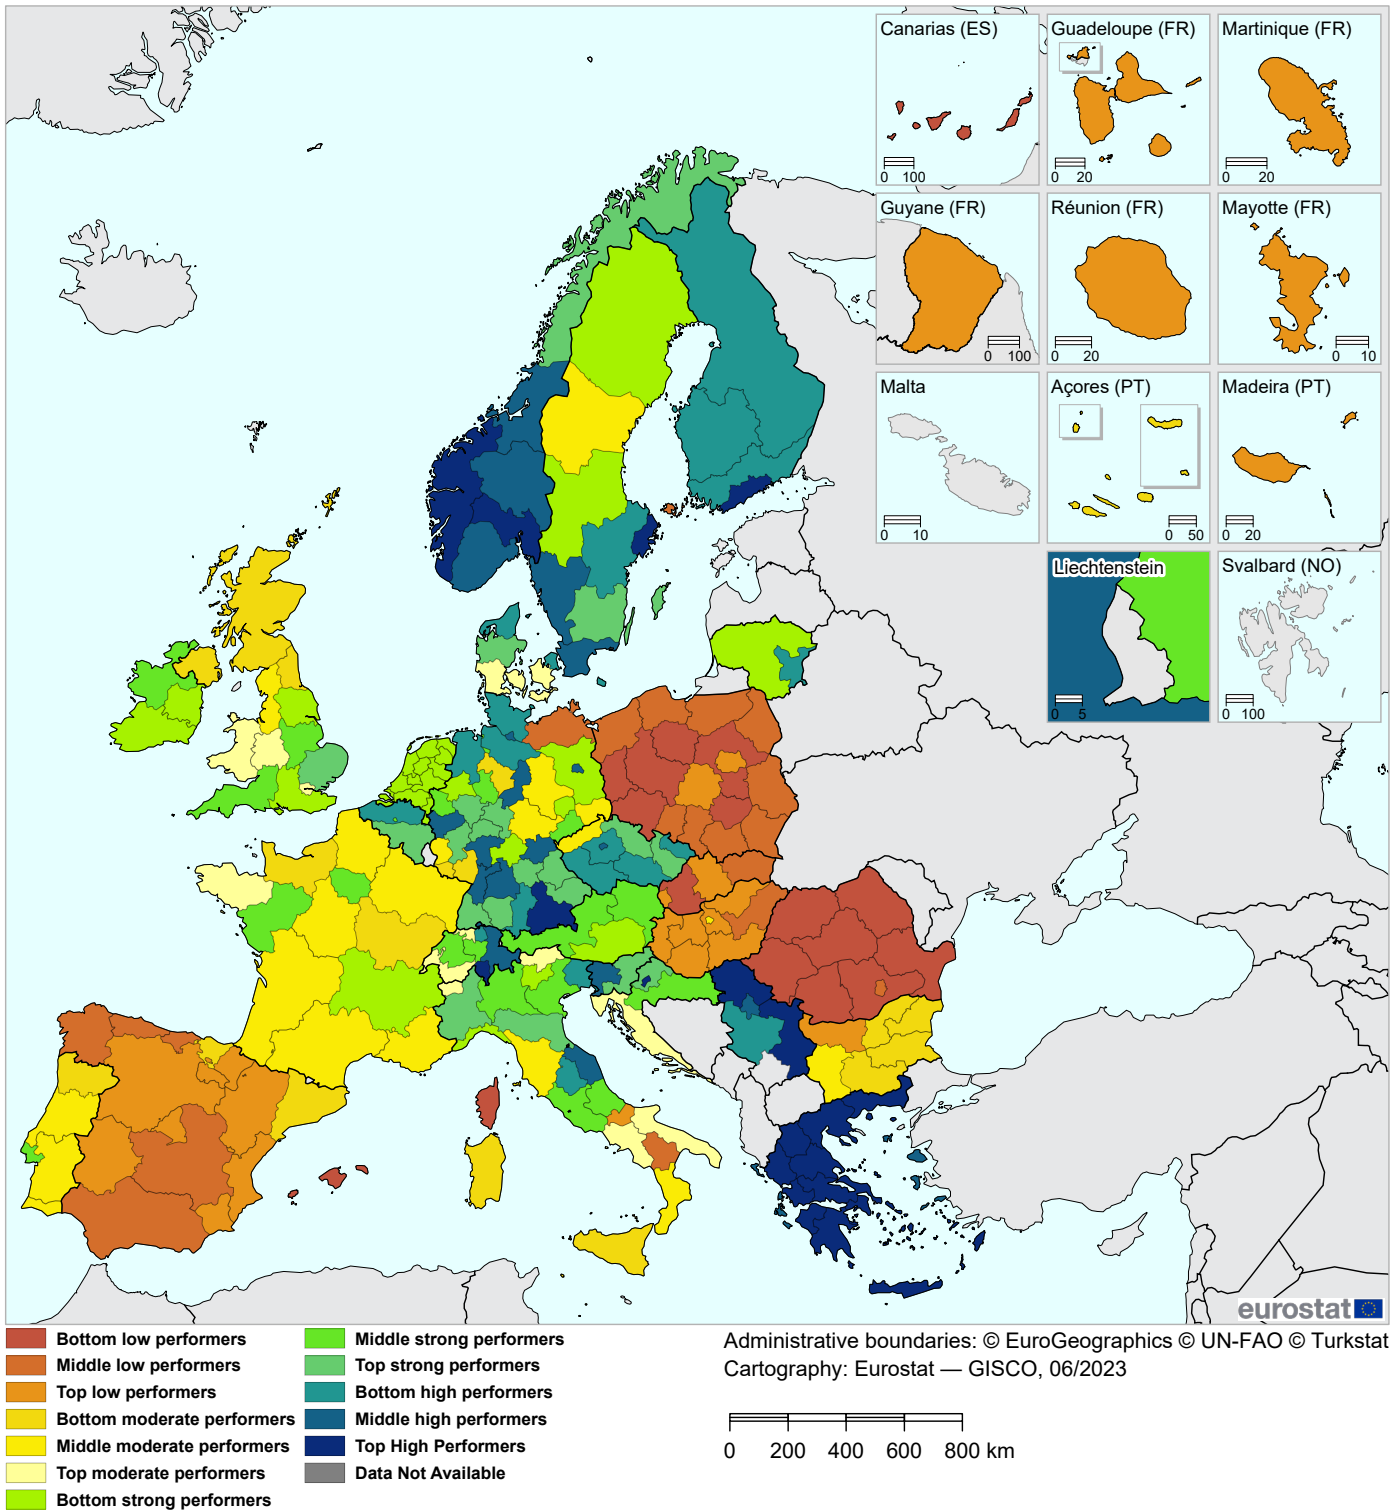 Canarias (ES)
0 100
Guadeloupe (FR)
0 20
Martinique (FR)
0 20
Guyane (FR)
0 100
Réunion (FR)
0 20
Mayotte (FR)
0 10
Malta
0 10
Açores (PT)
0 50
Madeira (PT)
0 20
Liechtenstein
0 5
Svalbard (NO)
0 100
eurostat
Bottom low performers
Middle low performers
Top low performers
Bottom moderate performers
Middle moderate performers
Top moderate performers
Bottom strong performers
Middle strong performers
Top strong performers
Bottom high performers
Middle high performers
Top High Performers
Data Not Available
Administrative boundaries: © EuroGeographics © UN-FAO © Turkstat
Cartography: Eurostat — GISCO, 06/2023
0 200 400 600 800 km